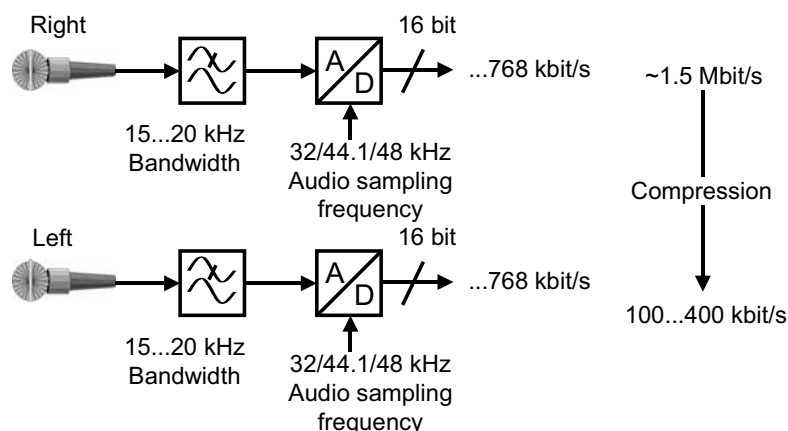 Right
16 bit
A
D
...768 kbit/s
15...20 kHz
Bandwidth
32/44.1/48 kHz
Audio sampling
frequency
Left
16 bit
A
D
...768 kbit/s
15...20 kHz
Bandwidth
32/44.1/48 kHz
Audio sampling
frequency
~1.5 Mbit/s
Compression
100...400 kbit/s